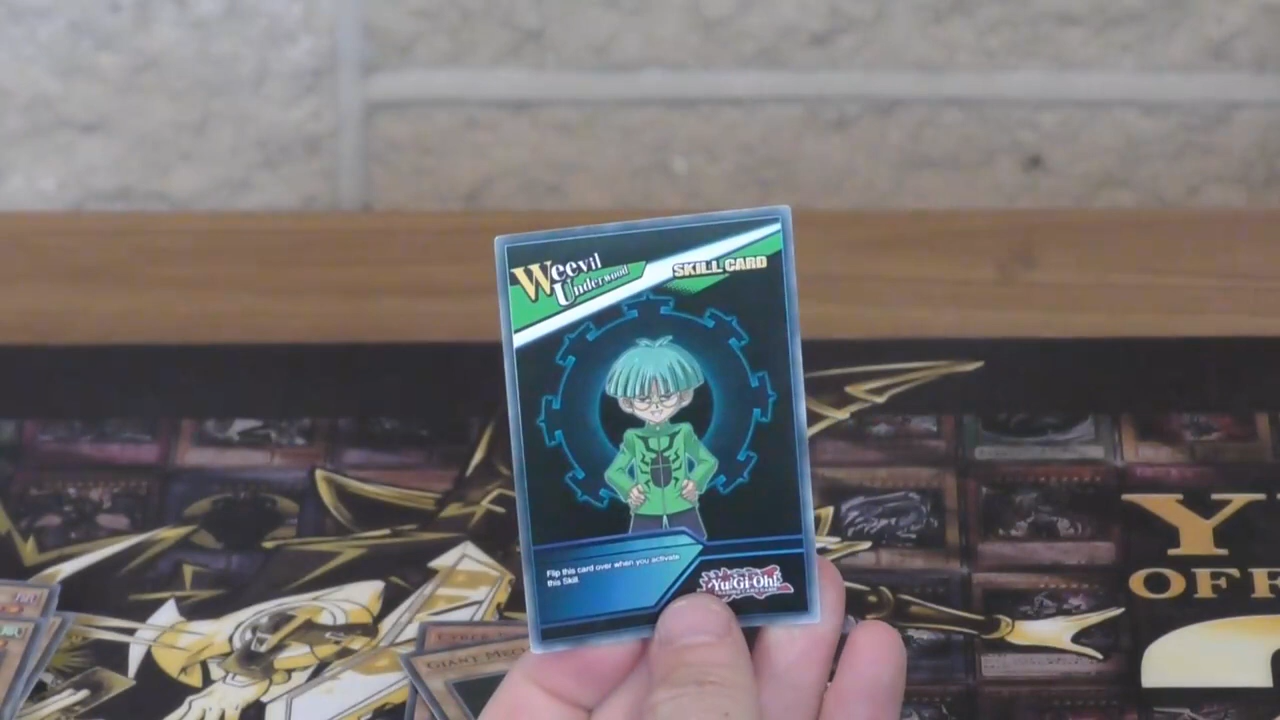 Weevil
Underwood
SKILL CARD
Flip this card over when you activate
this Skill.
Yu-Gi-Oh!
TRADING CARD GAME
Y
OFF
GIANT MECH
CYBER